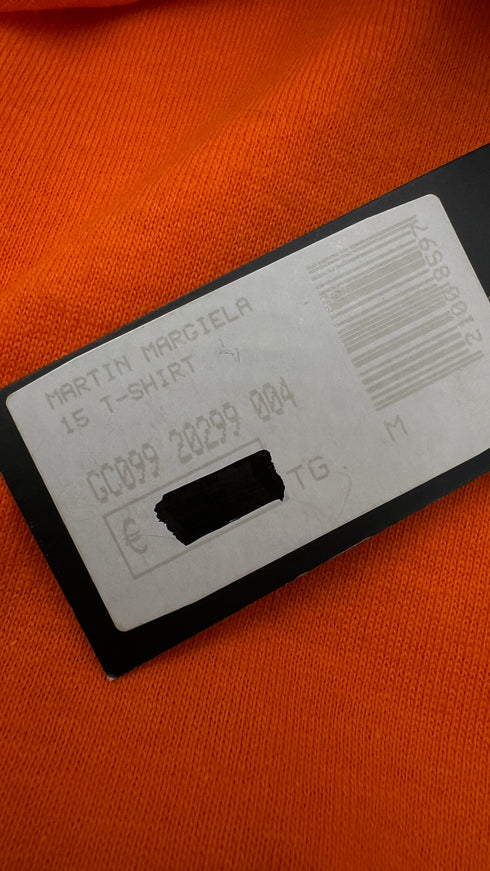 MARTIN MARGIELA
15 T-SHIRT
GC099 20299 004
€
TG. M